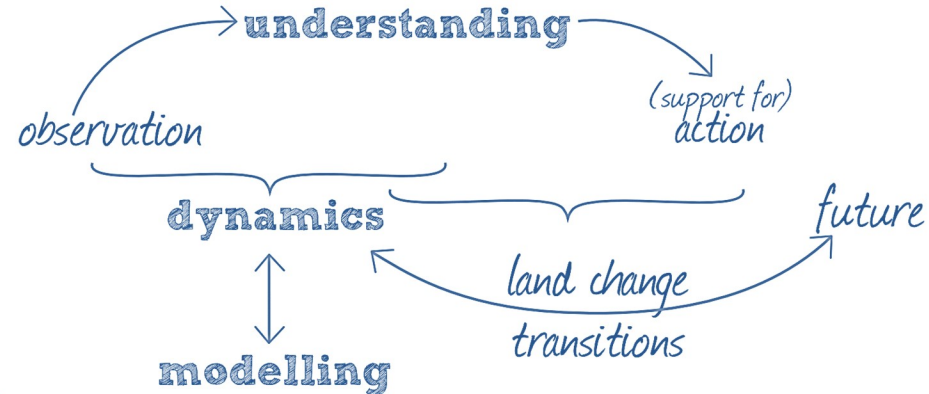 understanding
(support for)
action
observation
dynamics
future
land change
transitions
modelling